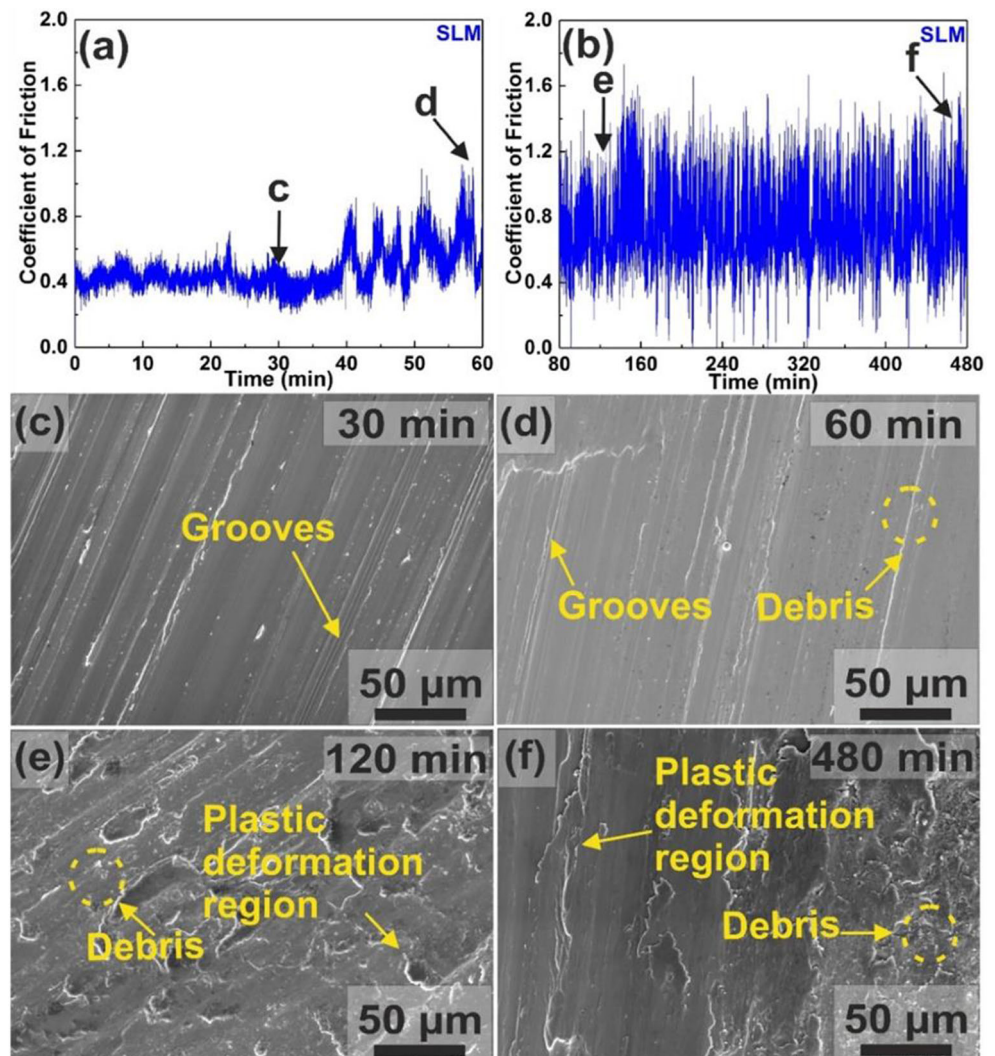 (a)
SLM
2.0
1.6
1.2
0.8
0.4
0.0
Coefficient of Friction
c
d
0 10 20 30 40 50 60
Time (min)
(b)
SLM
2.0
1.6
1.2
0.8
0.4
0.0
Coefficient of Friction
e
f
80 160 240 320 400 480
Time (min)
(c)
30 min
Grooves
50 μm
(d)
60 min
Grooves
Debris
50 μm
(e)
120 min
Plastic
deformation
region
Debris
50 μm
(f)
480 min
Plastic
deformation
region
Debris
50 μm